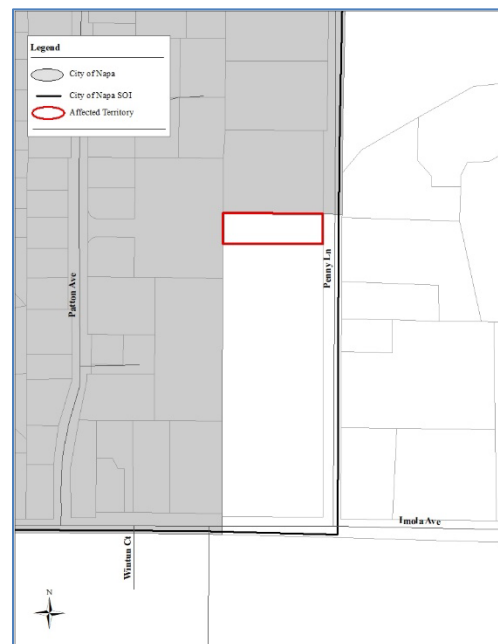 Legend
City of Napa
City of Napa SOI
Affected Territory
Patton Ave
Penny Ln
Imola Ave
Wintun Ct
N